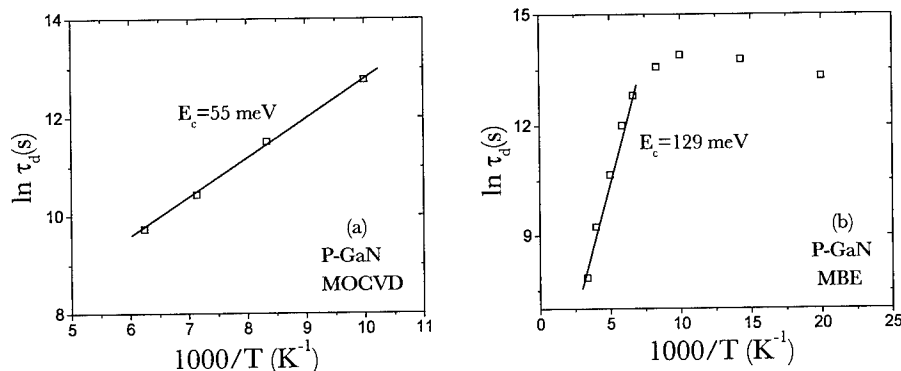 14
12
10
8
ln τd(s)
Ec=55 meV
(a)
P-GaN
MOCVD
5 6 7 8 9 10 11
1000/T (K-1)
15
12
9
ln τd(s)
Ec=129 meV
(b)
P-GaN
MBE
0 5 10 15 20 25
1000/T (K-1)